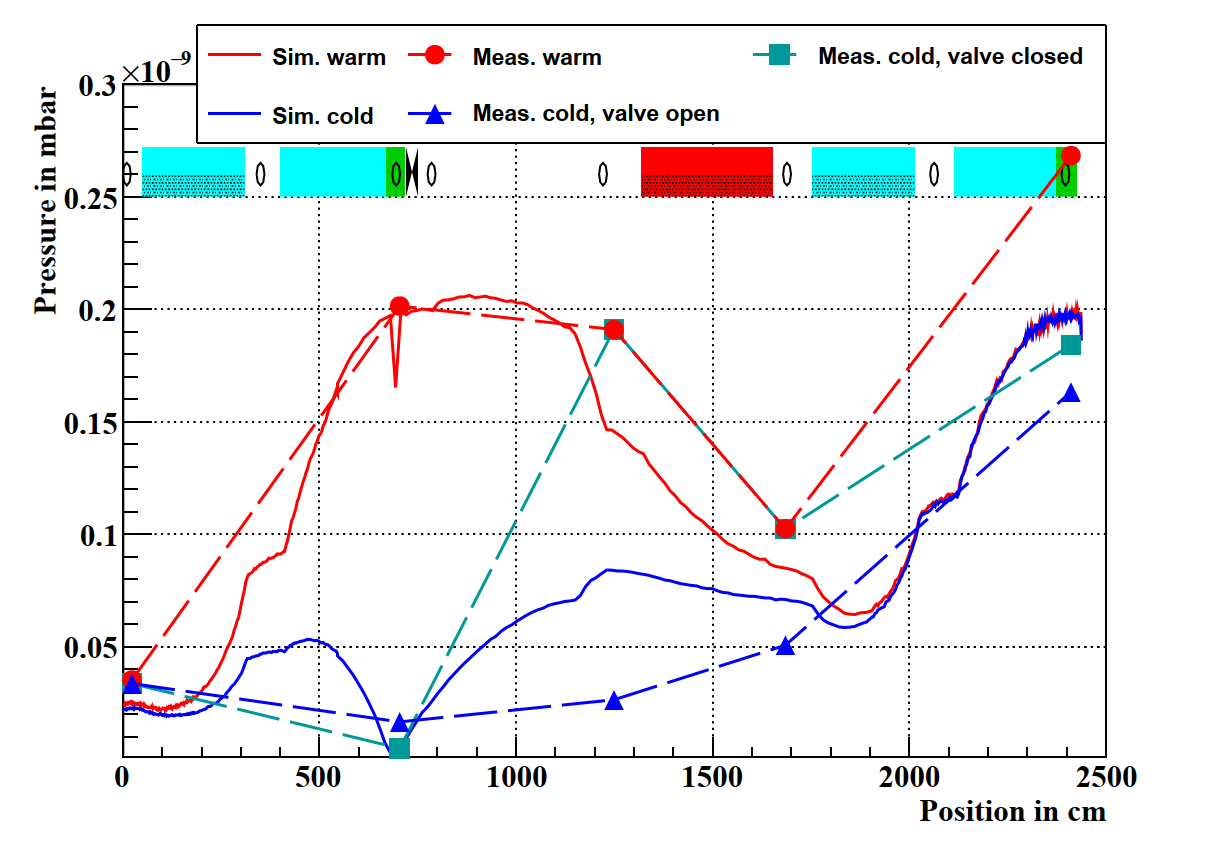 0.3 ×10⁻⁹
Sim. warm Meas. warm Meas. cold, valve closed
Sim. cold Meas. cold, valve open
Pressure in mbar
0.25
0.2
0.15
0.1
0.05
0 500 1000 1500 2000 2500
Position in cm